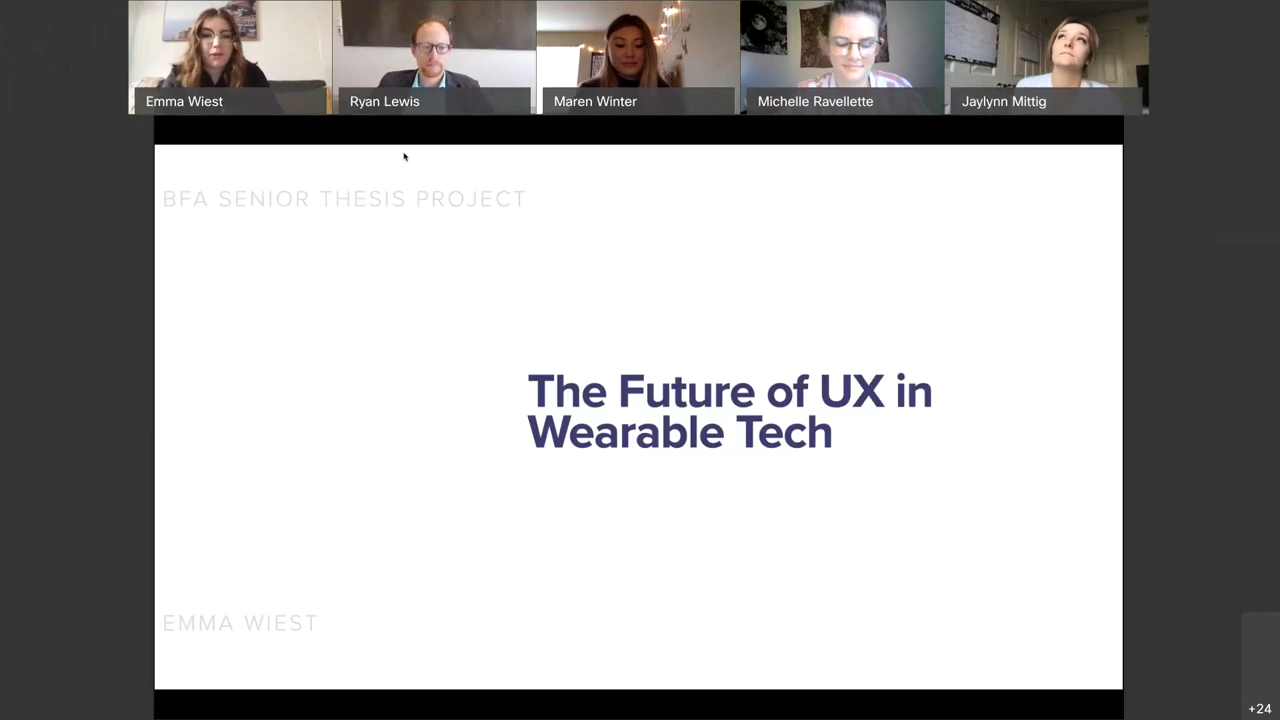 Emma Wiest
Ryan Lewis
Maren Winter
Michelle Ravellette
Jaylynn Mittig
BFA SENIOR THESIS PROJECT
The Future of UX in
Wearable Tech
EMMA WIEST
+24